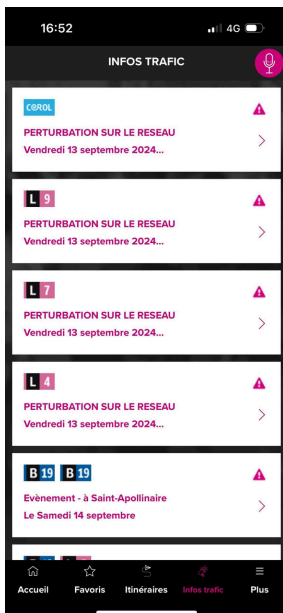 16:52
4G
INFOS TRAFIC
COROL
PERTURBATION SUR LE RESEAU
Vendredi 13 septembre 2024...
L 9
PERTURBATION SUR LE RESEAU
Vendredi 13 septembre 2024...
L 7
PERTURBATION SUR LE RESEAU
Vendredi 13 septembre 2024...
L 4
PERTURBATION SUR LE RESEAU
Vendredi 13 septembre 2024...
B 19 B 19
Evènement - à Saint-Apollinaire
Le Samedi 14 septembre
Accueil Favoris Itinéraires Infos trafic Plus